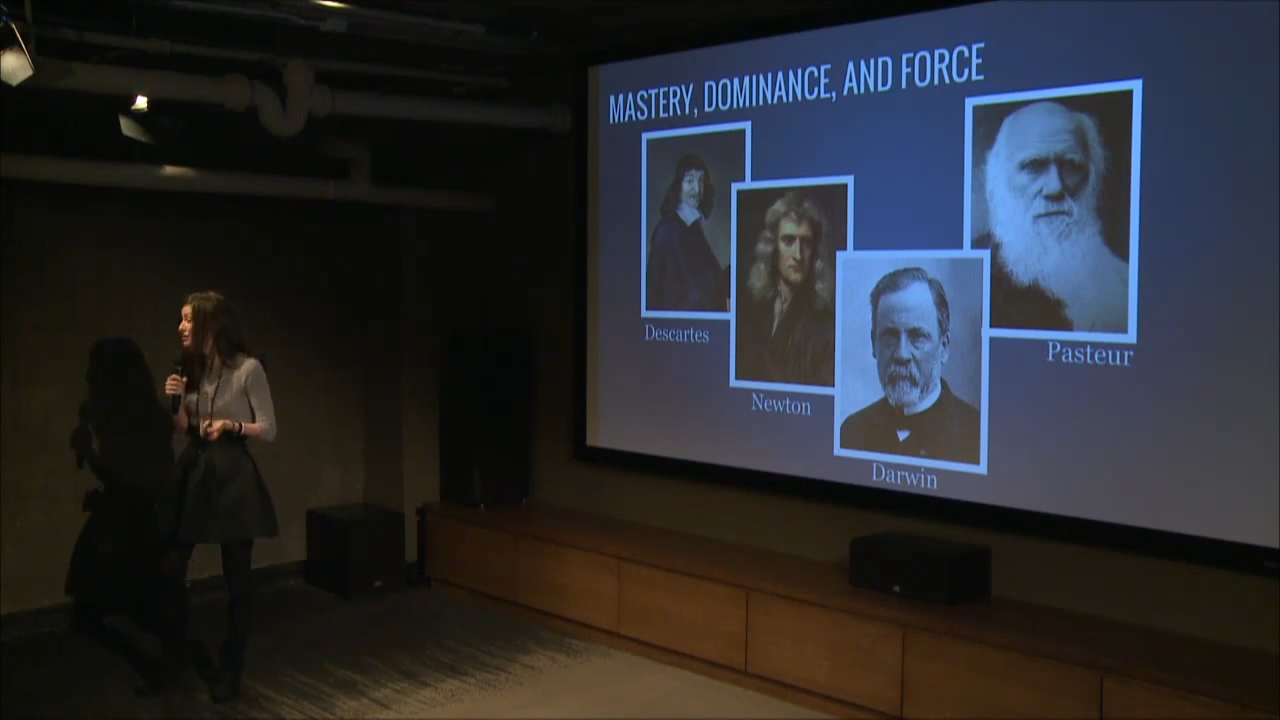 MASTERY, DOMINANCE, AND FORCE
Descartes
Newton
Darwin
Pasteur